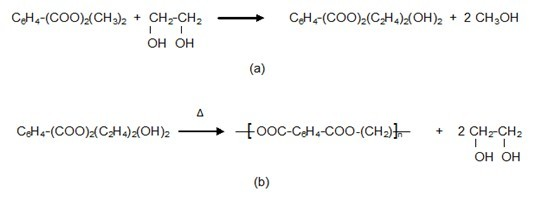 C₆H₄-(COO)₂(CH₃)₂ + CH₂-CH₂ C₆H₄-(COO)₂(C₂H₄)₂(OH)₂ + 2 CH₃OH
OH OH
(a)
Δ
C₆H₄-(COO)₂(C₂H₄)₂(OH)₂ [OOC-C₆H₄-COO-(CH₂)]n + 2 CH₂-CH₂
OH OH
(b)